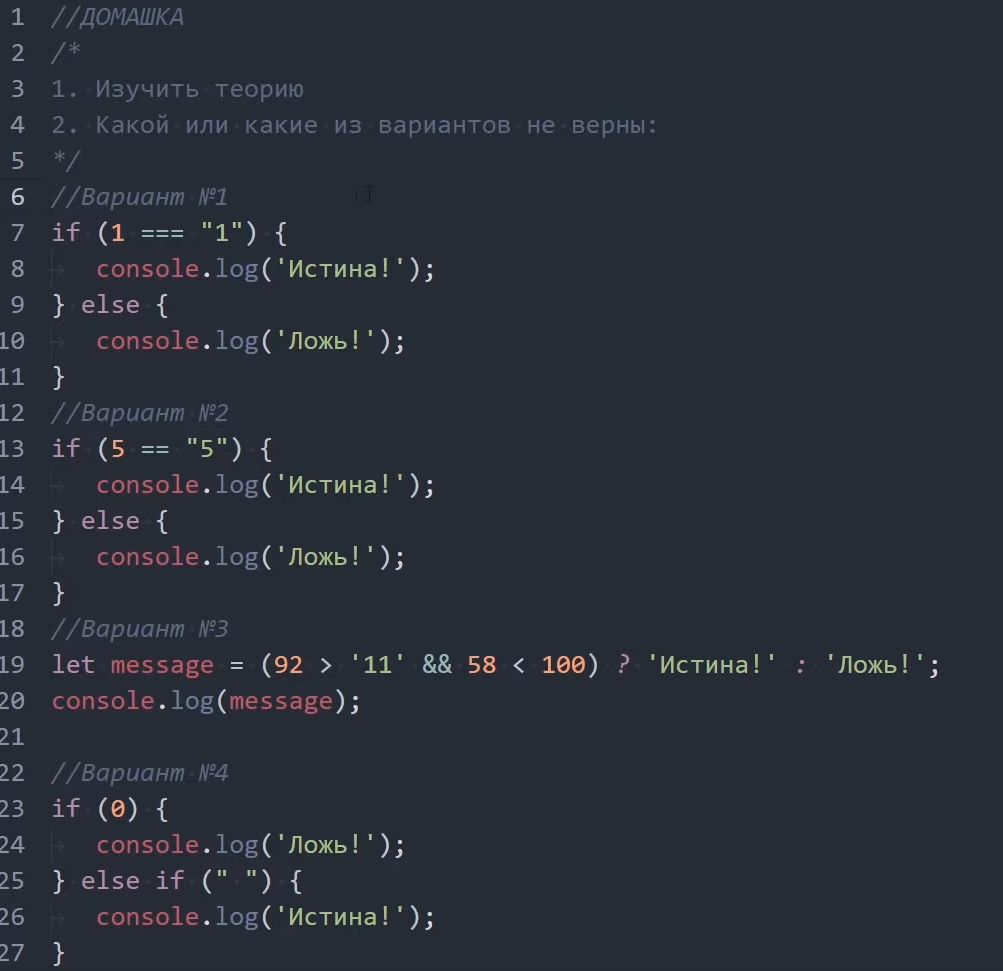 1 //ДОМАШКА
2 /*
3 1. Изучить теорию
4 2. Какой или какие из вариантов не верны:
5 */
6 //Вариант №1
7 if (1 === "1") {
8 console.log('Истина!');
9 } else {
10 console.log('Ложь!');
11 }
12 //Вариант №2
13 if (5 == "5") {
14 console.log('Истина!');
15 } else {
16 console.log('Ложь!');
17 }
18 //Вариант №3
19 let message = (92 > '11' && 58 < 100) ? 'Истина!' : 'Ложь!';
20 console.log(message);
21
22 //Вариант №4
23 if (0) {
24 console.log('Ложь!');
25 } else if (" ") {
26 console.log('Истина!');
27 }